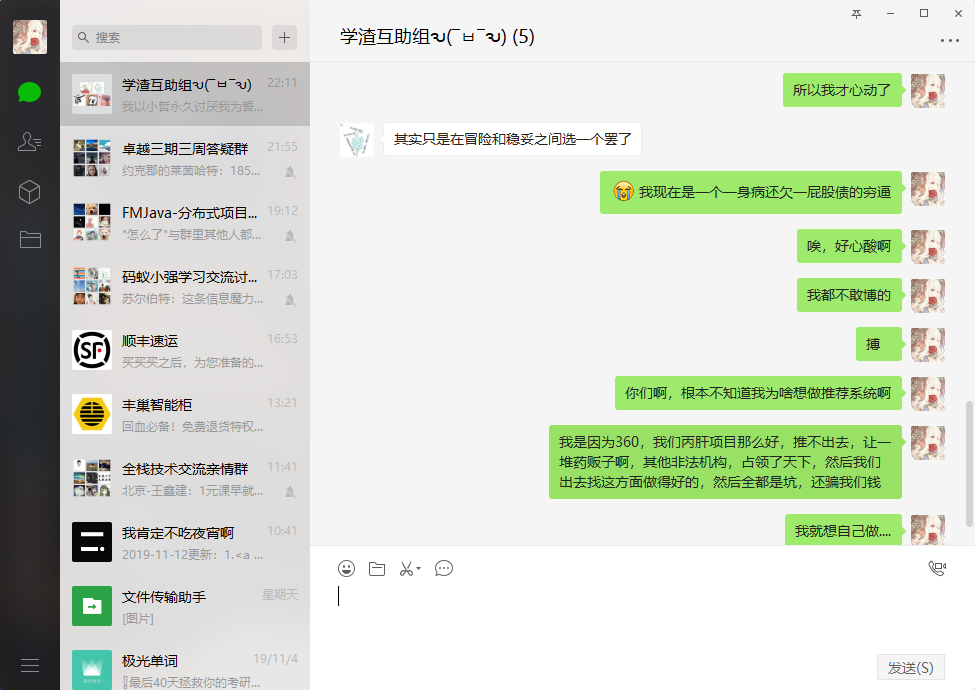 搜索
学渣互助组ԅ(¯ㅂ¯ԅ)
22:11
我以小哲永久讨厌我为誓...
卓越三期三周答疑群
21:55
约克郡的莱茵哈特：185...
FMJava-分布式项目...
19:12
"怎么了"与群里其他人都...
码蚁小强学习交流讨...
17:03
苏尔伯特：这条信息魔力...
顺丰速运
16:53
买买买之后，为您准备的...
丰巢智能柜
13:21
回血必备！免费退货特权...
全栈技术交流亲情群
11:41
北京-王鑫建：1元课早就...
我肯定不吃夜宵啊
10:41
2019-11-12更新：1.<a ...
文件传输助手
星期天
[图片]
极光单词
19/11/4
最后40天拯救你的考研...
学渣互助组ԅ(¯ㅂ¯ԅ) (5)
所以我才心动了
其实只是在冒险和稳妥之间选一个罢了
😭我现在是一个一身病还欠一屁股债的穷逼
唉，好心酸啊
我都不敢博的
搏
你们啊，根本不知道我为啥想做推荐系统啊
我是因为360，我们丙肝项目那么好，推不出去，让一
堆药贩子啊，其他非法机构，占领了天下，然后我们
出去找这方面做得好的，然后全都是坑，还骗我们钱
我就想自己做....
发送(S)